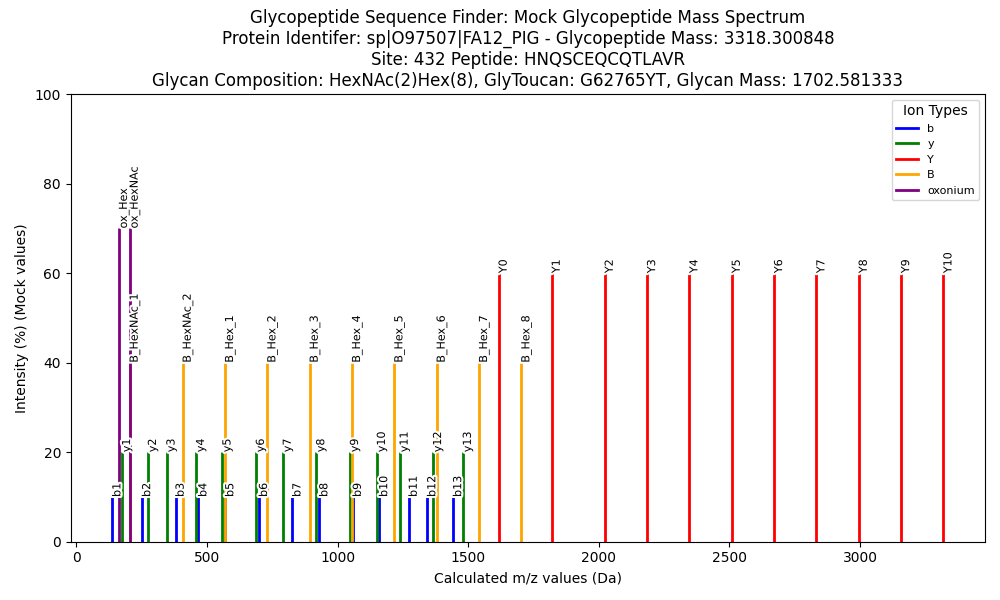 Glycopeptide Sequence Finder: Mock Glycopeptide Mass Spectrum
Protein Identifer: sp|O97507|FA12_PIG - Glycopeptide Mass: 3318.300848
Site: 432 Peptide: HNQSCEQCQTLAVR
Glycan Composition: HexNAc(2)Hex(8), GlyToucan: G62765YT, Glycan Mass: 1702.581333
Intensity (%) (Mock values)
100
80
60
40
20
0
Ion Types
b
y
Y
B
oxonium
ox_Hex
ox_HexNAc
Y0
Y1
Y2
Y3
Y4
Y5
Y6
Y7
Y8
Y9
Y10
B_HexNAc_1
B_HexNAc_2
B_Hex_1
B_Hex_2
B_Hex_3
B_Hex_4
B_Hex_5
B_Hex_6
B_Hex_7
B_Hex_8
y1
y2
y3
y4
y5
y6
y7
y8
y9
y10
y11
y12
y13
b1
b2
b3
b4
b5
b6
b7
b8
b9
b10
b11
b12
b13
0
500
1000
1500
2000
2500
3000
Calculated m/z values (Da)